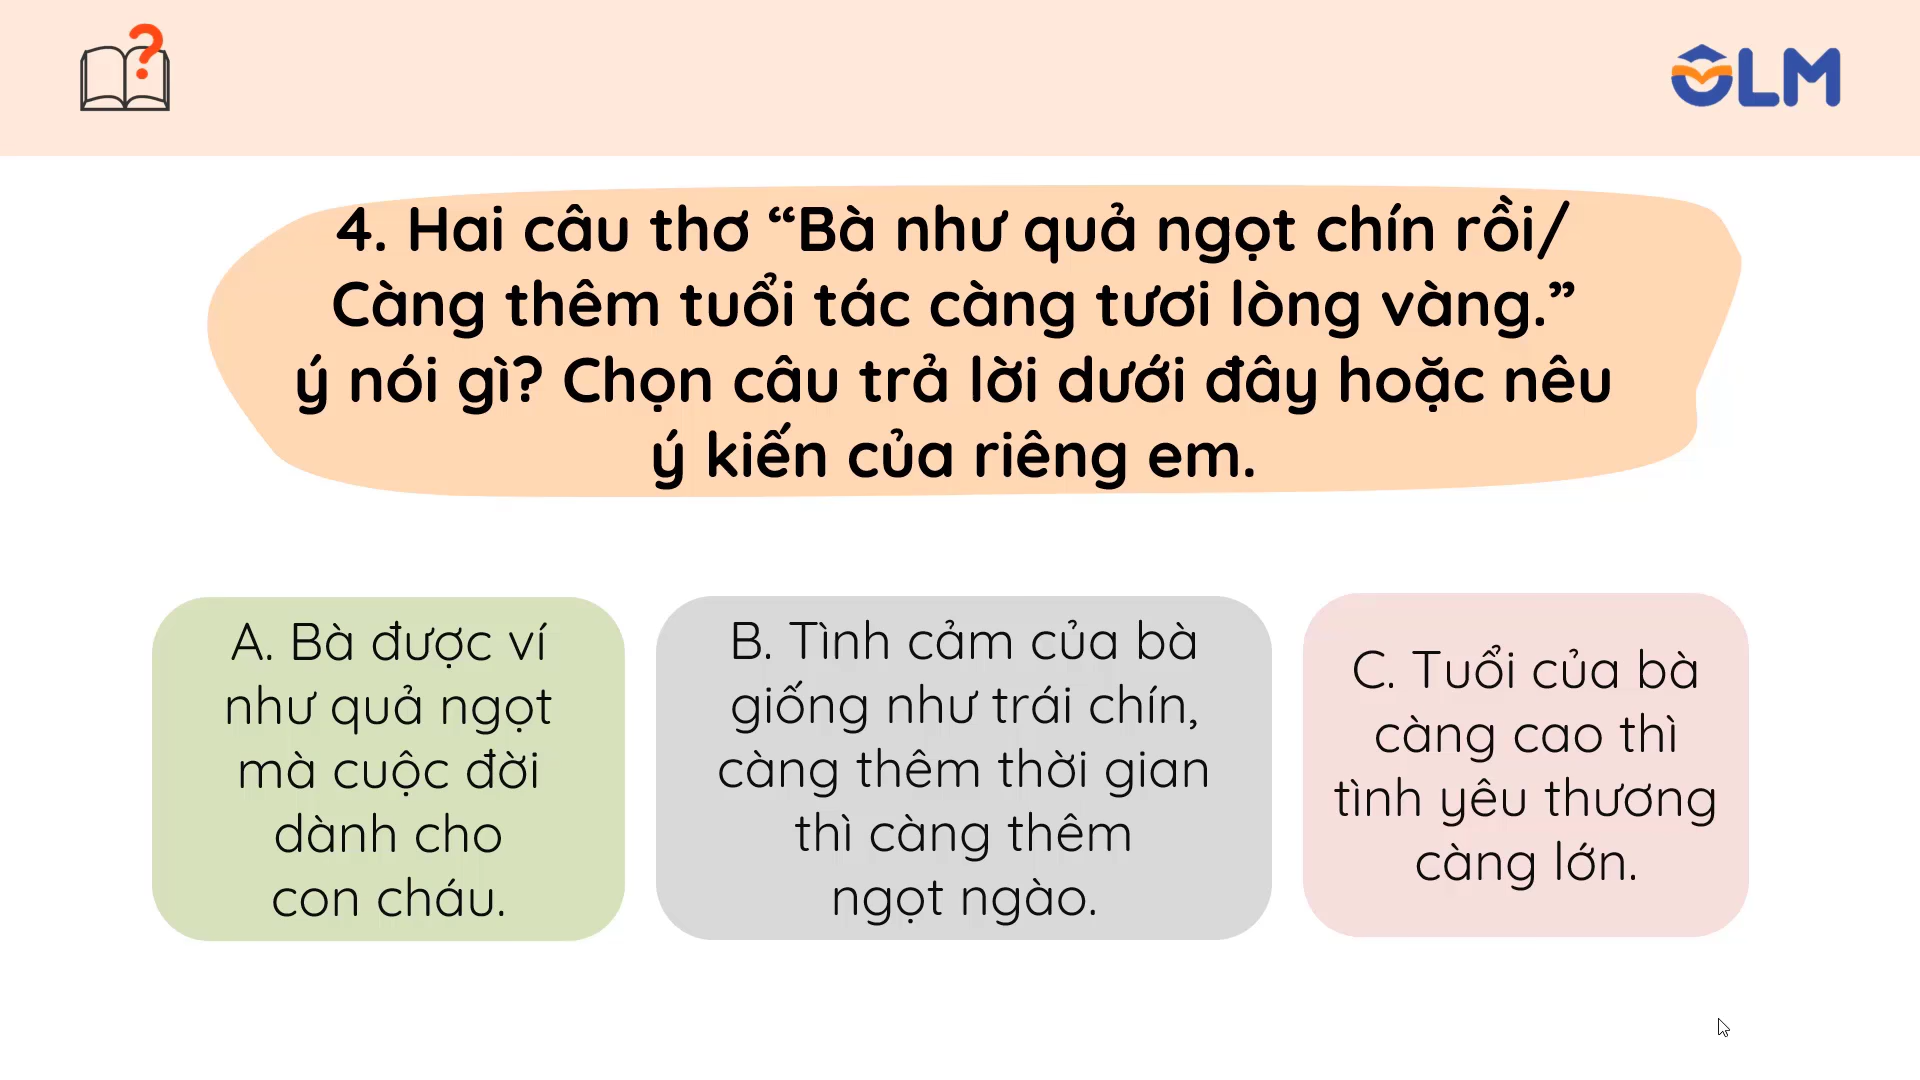 ?
OLM
4. Hai câu thơ “Bà như quả ngọt chín rồi/
Càng thêm tuổi tác càng tươi lòng vàng.”
ý nói gì? Chọn câu trả lời dưới đây hoặc nêu
ý kiến của riêng em.
A. Bà được ví
như quả ngọt
mà cuộc đời
dành cho
con cháu.
B. Tình cảm của bà
giống như trái chín,
càng thêm thời gian
thì càng thêm
ngọt ngào.
C. Tuổi của bà
càng cao thì
tình yêu thương
càng lớn.